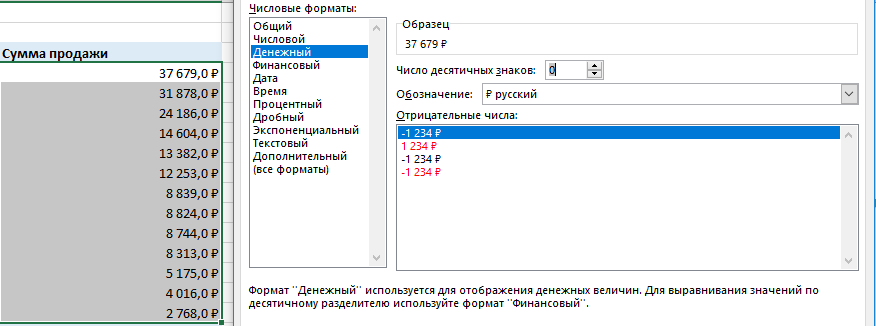 Сумма продажи
37 679,0 ₽
31 878,0 ₽
24 186,0 ₽
14 604,0 ₽
13 382,0 ₽
12 253,0 ₽
8 839,0 ₽
8 824,0 ₽
8 744,0 ₽
8 313,0 ₽
5 175,0 ₽
4 016,0 ₽
2 768,0 ₽
Числовые форматы:
Общий
Числовой
Денежный
Финансовый
Дата
Время
Процентный
Дробный
Экспоненциальный
Текстовый
Дополнительный
(все форматы)
Образец
37 679 ₽
Число десятичных знаков: 0
Обозначение: ₽ русский
Отрицательные числа:
-1 234 ₽
1 234 ₽
-1 234 ₽
-1 234 ₽
Формат "Денежный" используется для отображения денежных величин. Для выравнивания значений по
десятичному разделителю используйте формат "Финансовый".